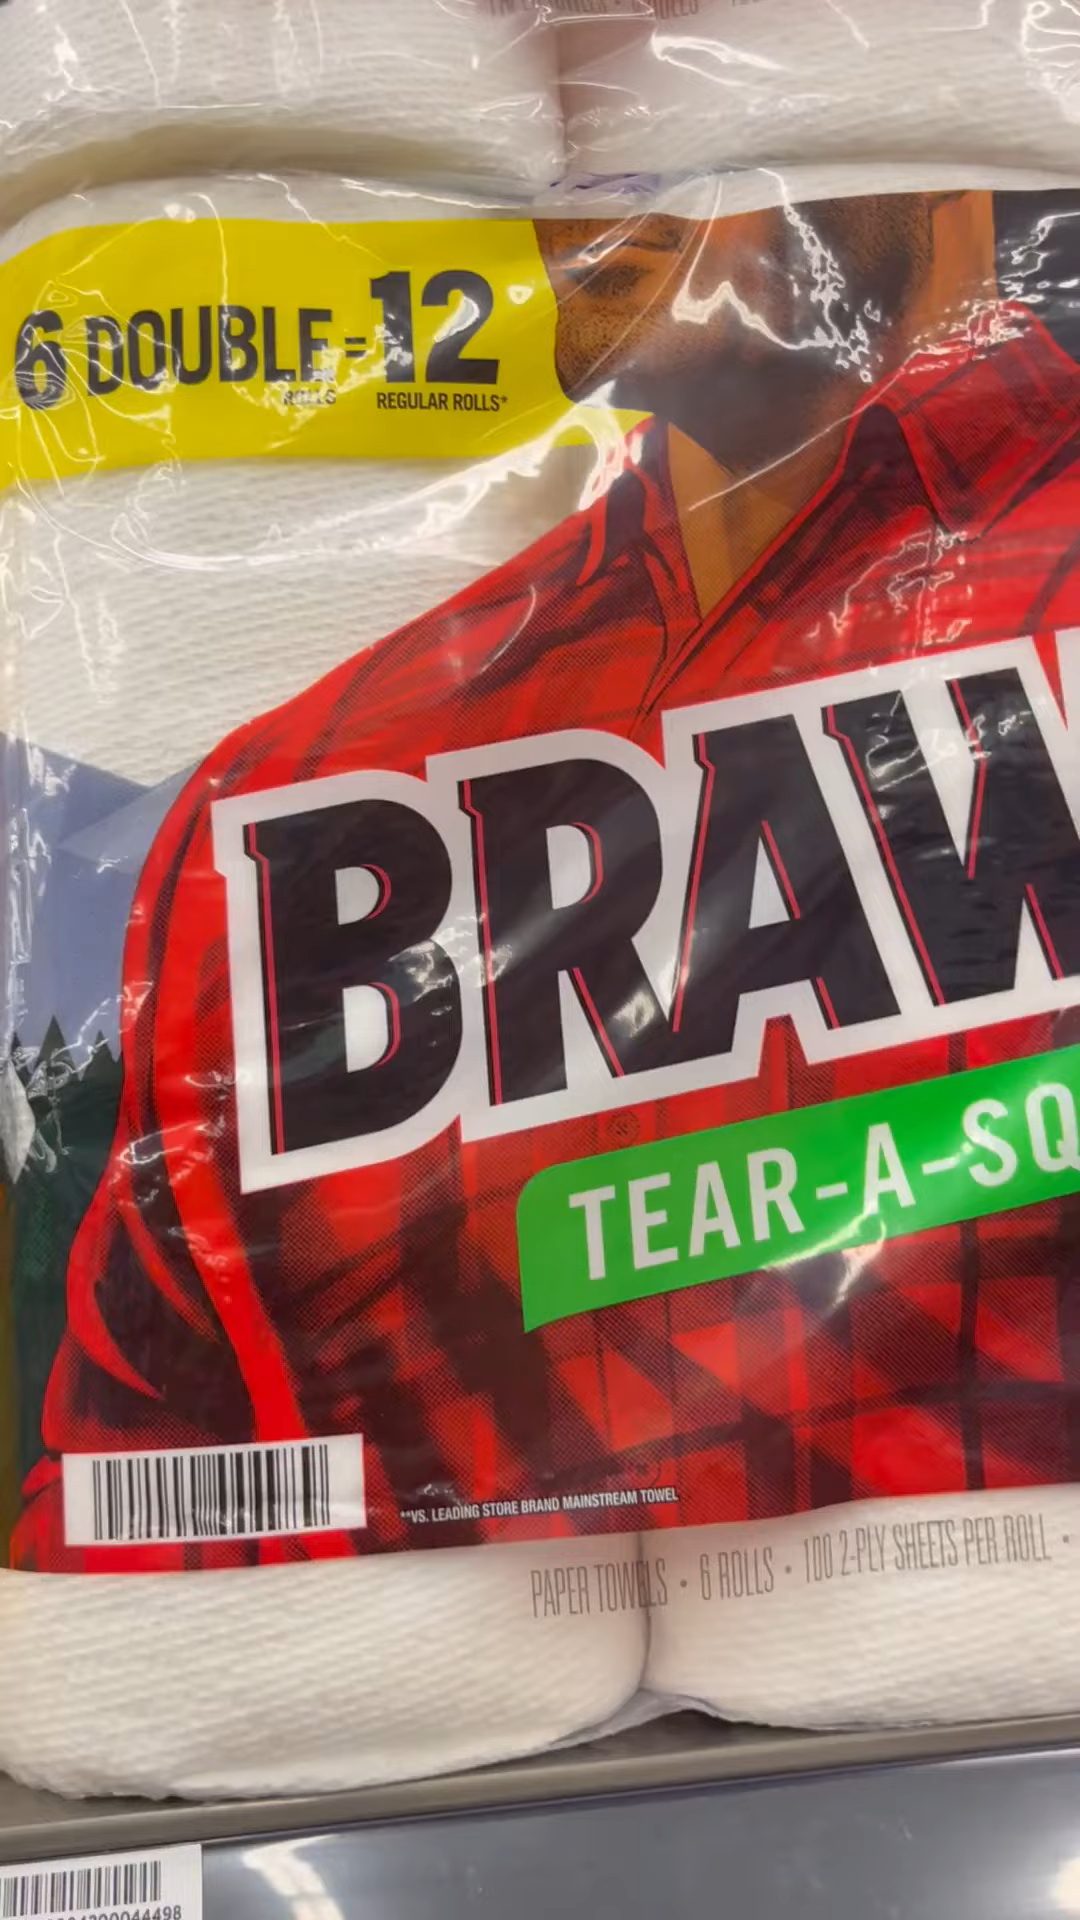 6 DOUBLE = 12
ROLLS REGULAR ROLLS*
BRAW
TEAR-A-SQ
**VS. LEADING STORE BRAND MAINSTREAM TOWEL
PAPER TOWELS • 6 ROLLS • 100 2-PLY SHEETS PER ROLL •